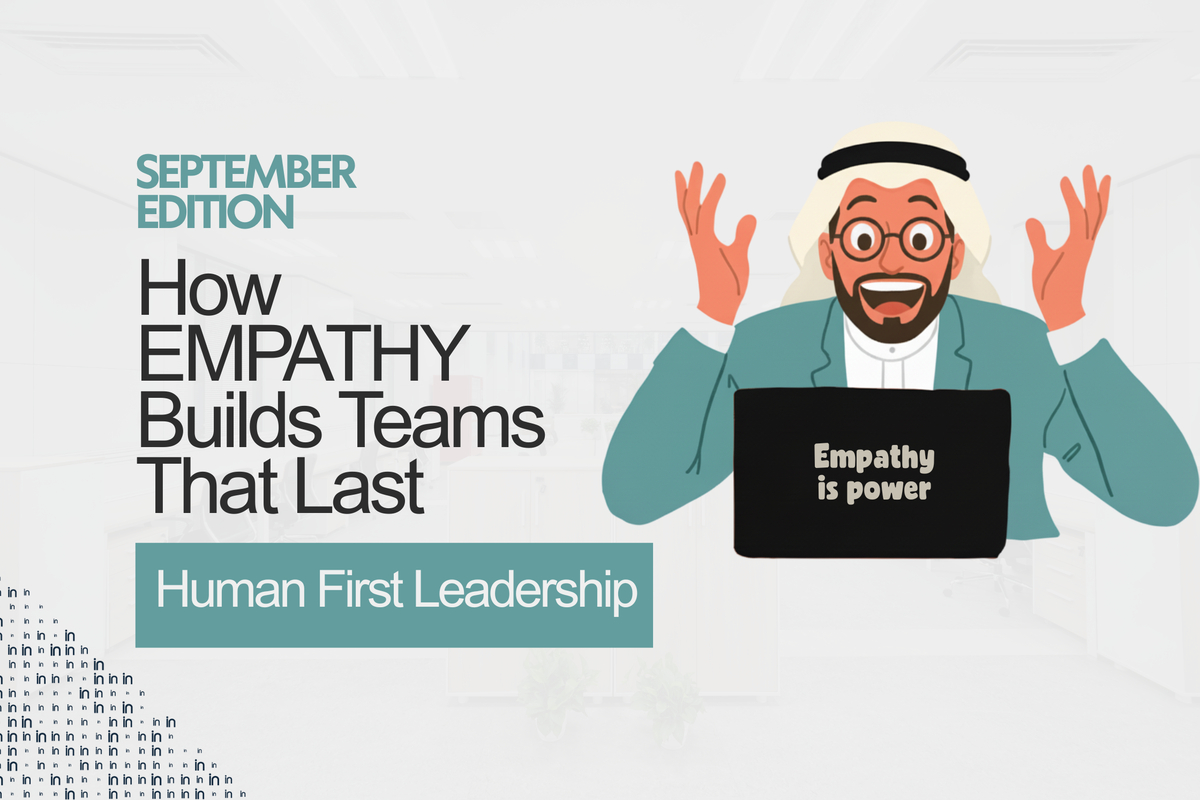 SEPTEMBER
EDITION
How
EMPATHY
Builds Teams
That Last
Human First Leadership
Empathy
is power